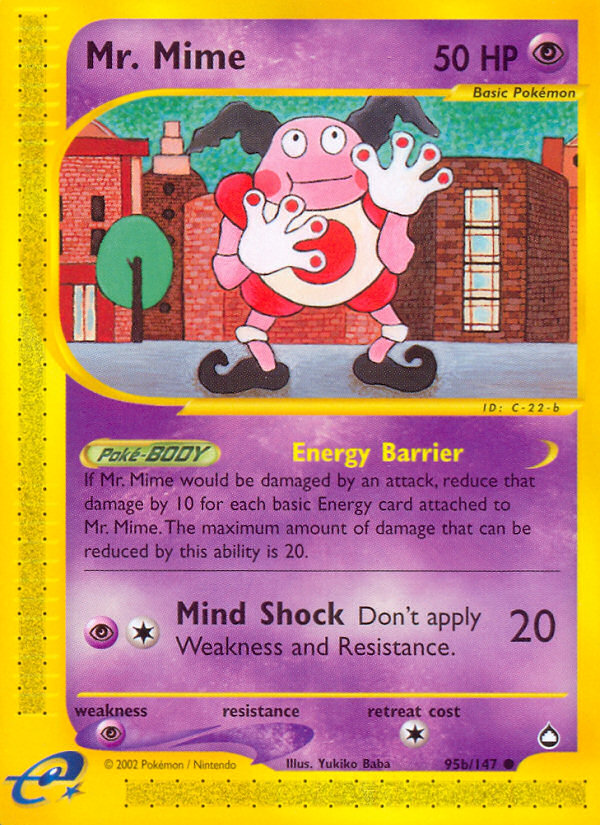 Mr. Mime
50 HP
Basic Pokémon
ID: C-22-b
Poké-BODY
Energy Barrier
If Mr. Mime would be damaged by an attack, reduce that
damage by 10 for each basic Energy card attached to
Mr. Mime. The maximum amount of damage that can be
reduced by this ability is 20.
Mind Shock Don't apply
Weakness and Resistance.
20
weakness
resistance
retreat cost
© 2002 Pokémon / Nintendo
Illus. Yukiko Baba
95b/147
e